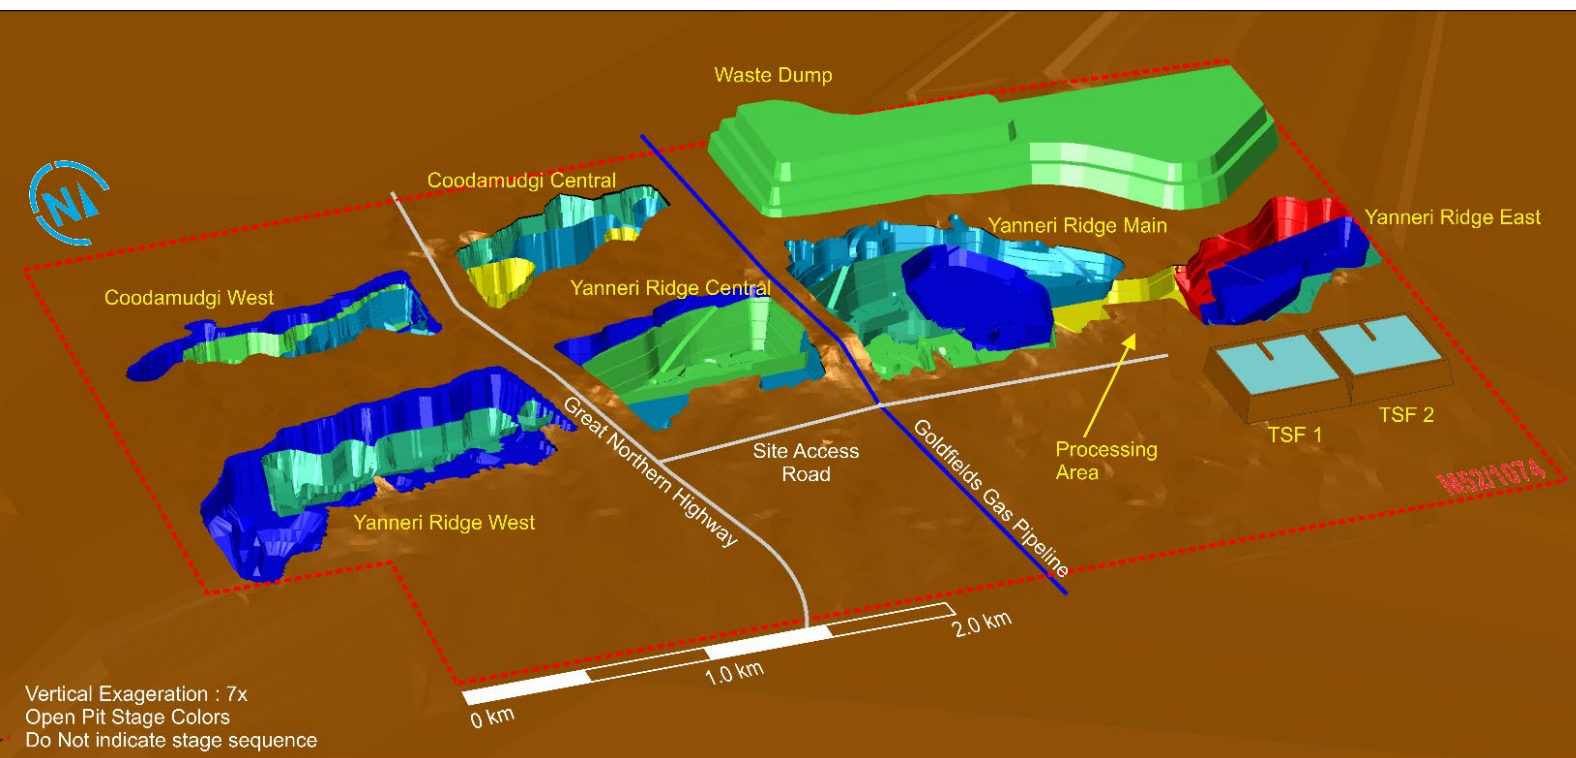 Waste Dump
Coodamudgi Central
N
Yanneri Ridge Main
Yanneri Ridge East
Coodamudgi West
Yanneri Ridge Central
Great Northern Highway
Site Access
Road
Goldfields Gas Pipeline
Processing
Area
TSF 1
TSF 2
M52/1074
Yanneri Ridge West
0 km
1.0 km
2.0 km
Vertical Exageration : 7x
Open Pit Stage Colors
Do Not indicate stage sequence